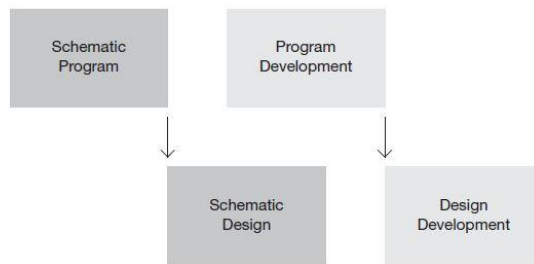 Schematic
Program
Program
Development
Schematic
Design
Design
Development